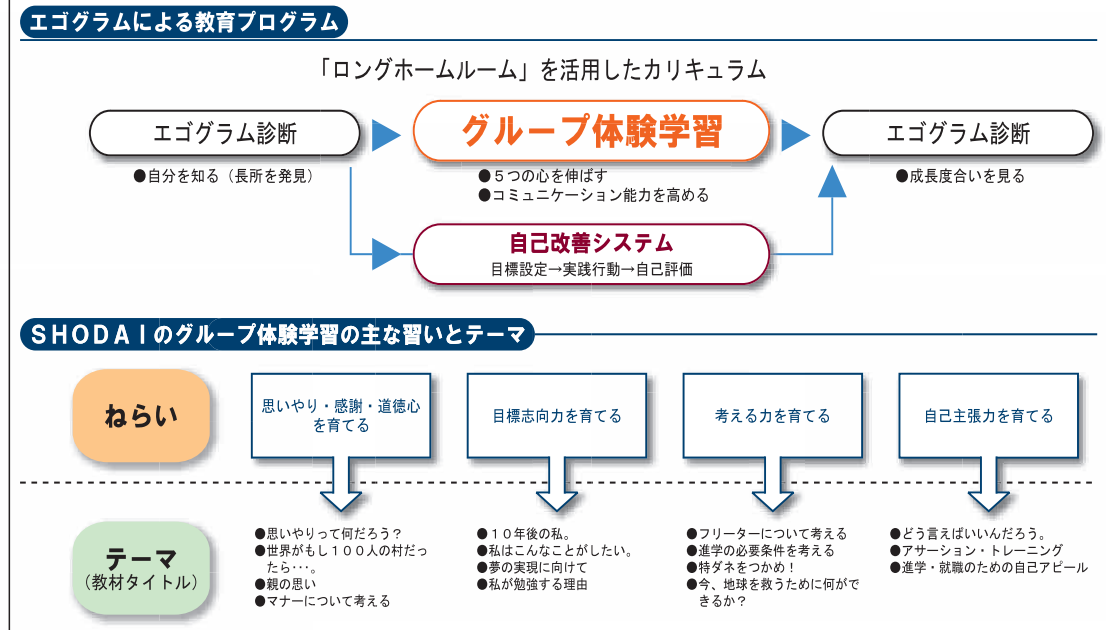 エゴグラムによる教育プログラム
「ロングホームルーム」を活用したカリキュラム
エゴグラム診断
グループ体験学習
エゴグラム診断
●自分を知る（長所を発見）
●５つの心を伸ばす
●コミュニケーション能力を高める
●成長度合いを見る
自己改善システム
目標設定→実践行動→自己評価
ＳＨＯＤＡＩのグループ体験学習の主な習いとテーマ
ねらい
思いやり・感謝・道徳心
を育てる
目標志向力を育てる
考える力を育てる
自己主張力を育てる
テーマ
（教材タイトル）
●思いやりって何だろう？
●世界がもし１００人の村だっ
たら･･･。
●親の思い
●マナーについて考える
●１０年後の私。
●私はこんなことがしたい。
●夢の実現に向けて
●私が勉強する理由
●フリーターについて考える
●進学の必要条件を考える
●特ダネをつかめ！
●今、地球を救うために何がで
きるか？
●どう言えばいいんだろう。
●アサーション・トレーニング
●進学・就職のための自己アピール